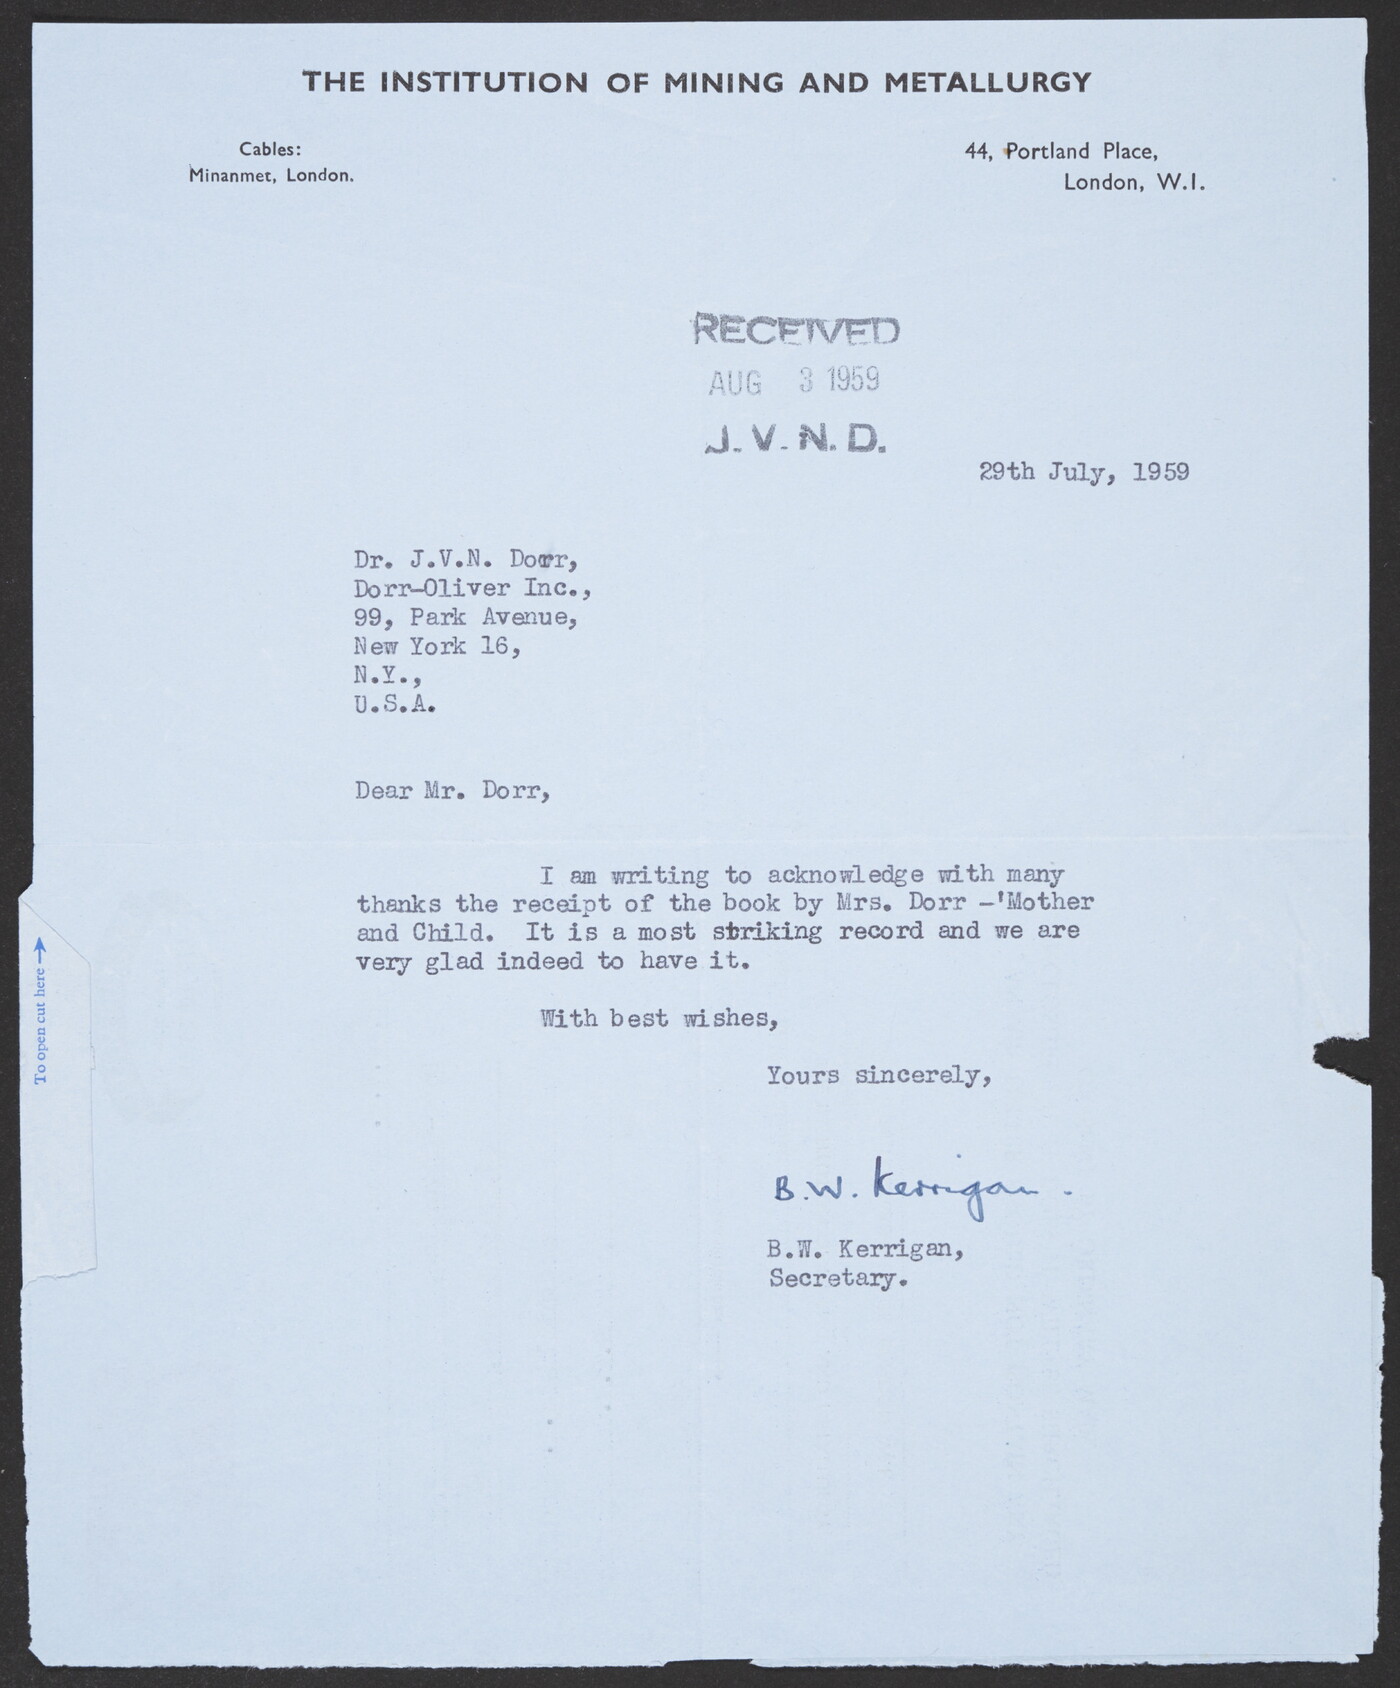 THE INSTITUTION OF MINING AND METALLURGY
Cables:
Minanmet, London.
44, Portland Place,
London, W.1.
RECEIVED
AUG 3 1959
J. V. N. D.
29th July, 1959
Dr. J.V.N. Dorr,
Dorr-Oliver Inc.,
99, Park Avenue,
New York 16,
N.Y.,
U.S.A.
Dear Mr. Dorr,
I am writing to acknowledge with many
thanks the receipt of the book by Mrs. Dorr -'Mother
and Child. It is a most striking record and we are
very glad indeed to have it.
With best wishes,
Yours sincerely,
B.W. Kerrigan.
B.W. Kerrigan,
Secretary.
To open cut here